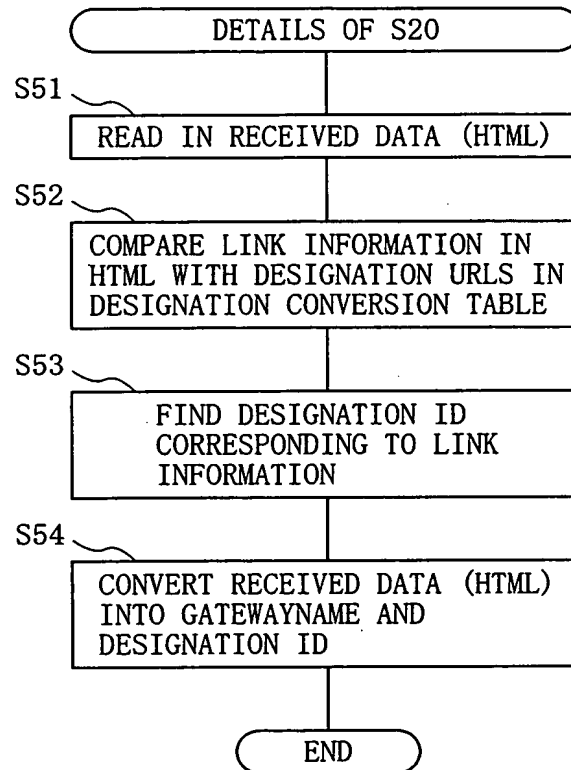 DETAILS OF S20
S51
READ IN RECEIVED DATA (HTML)
S52
COMPARE LINK INFORMATION IN
HTML WITH DESIGNATION URLS IN
DESIGNATION CONVERSION TABLE
S53
FIND DESIGNATION ID
CORRESPONDING TO LINK
INFORMATION
S54
CONVERT RECEIVED DATA (HTML)
INTO GATEWAYNAME AND
DESIGNATION ID
END